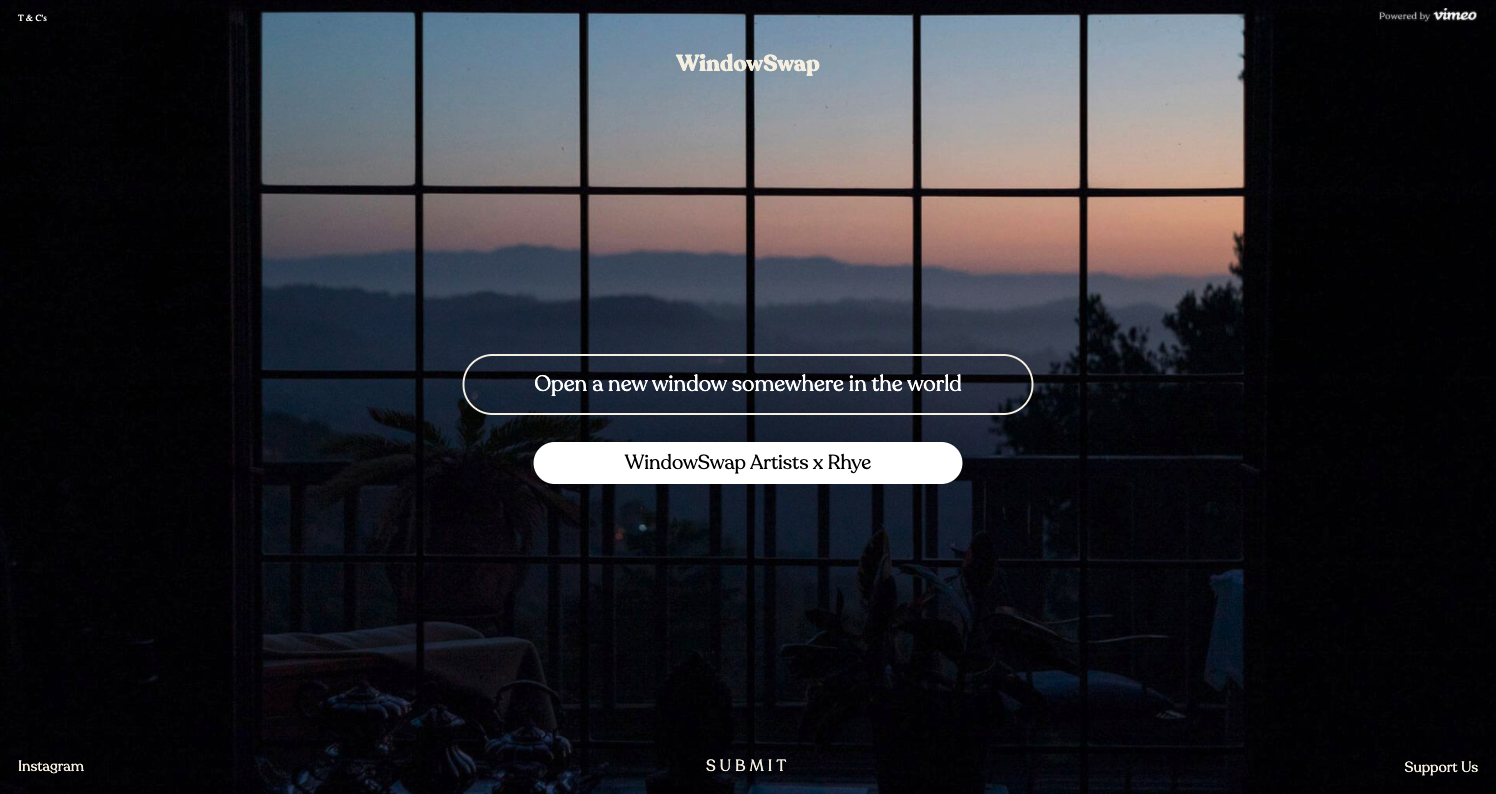 T & C's
Powered by vimeo
WindowSwap
Open a new window somewhere in the world
WindowSwap Artists x Rhye
Instagram
SUBMIT
Support Us